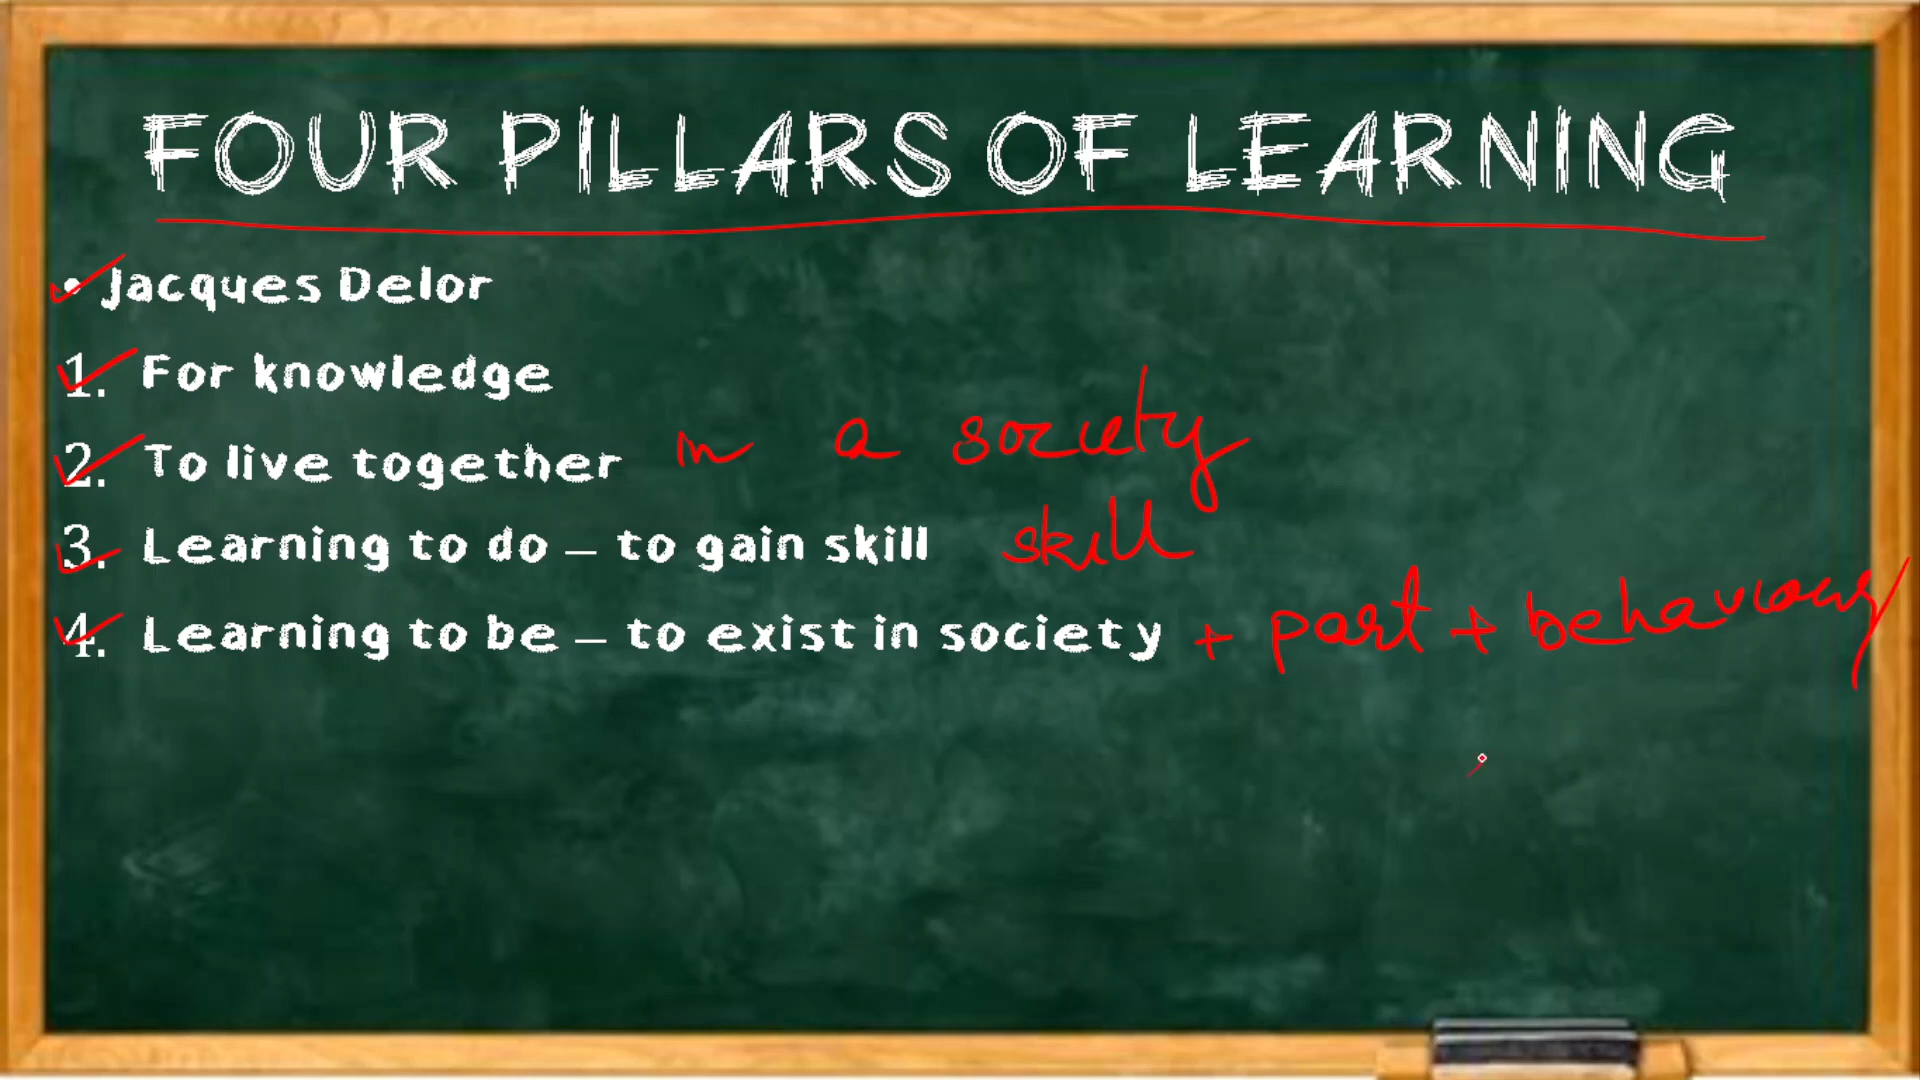 FOUR PILLARS OF LEARNING
• Jacques Delor
1. For knowledge
2. To live together in a society
3. Learning to do – to gain skill skill
4. Learning to be – to exist in society + part + behaviour